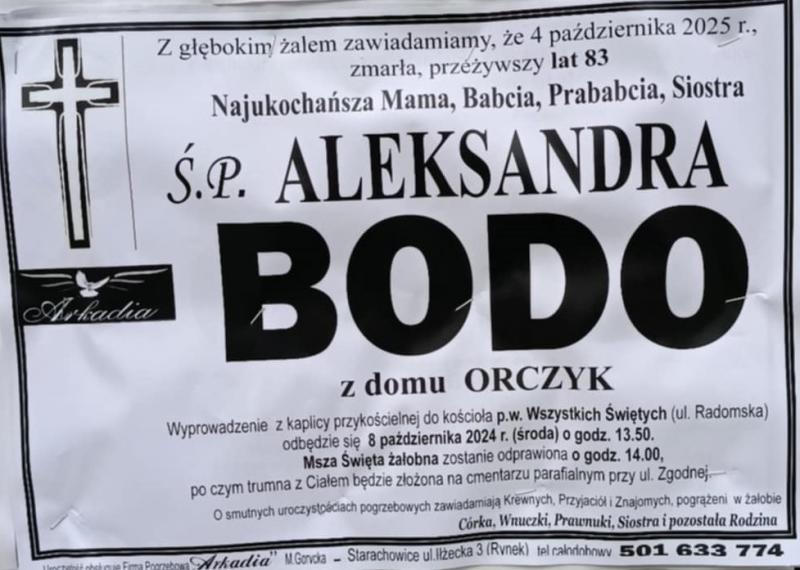 Z głębokim żalem zawiadamiamy, że 4 października 2025 r.,
zmarła, przeżywszy lat 83
Najukochańsza Mama, Babcia, Prababcia, Siostra
Ś.P. ALEKSANDRA
BODO
Arkadia
z domu ORCZYK
Wyprowadzenie z kaplicy przykościelnej do kościoła p.w. Wszystkich Świętych (ul. Radomska)
odbędzie się 8 października 2024 r. (środa) o godz. 13.50.
Msza Święta żałobna zostanie odprawiona o godz. 14.00,
po czym trumna z Ciałem będzie złożona na cmentarzu parafialnym przy ul. Zgodnej.
O smutnych uroczystościach pogrzebowych zawiadamiają Krewnych, Przyjaciół i Znajomych, pogrążeni w żałobie
Córka, Wnuczki, Prawnuki, Siostra i pozostała Rodzina
Firma Pogrzebowa "Arkadia" M.Gorycka – Starachowice ul.Iłżecka 3 (Rynek) tel.całodobowy 501 633 774